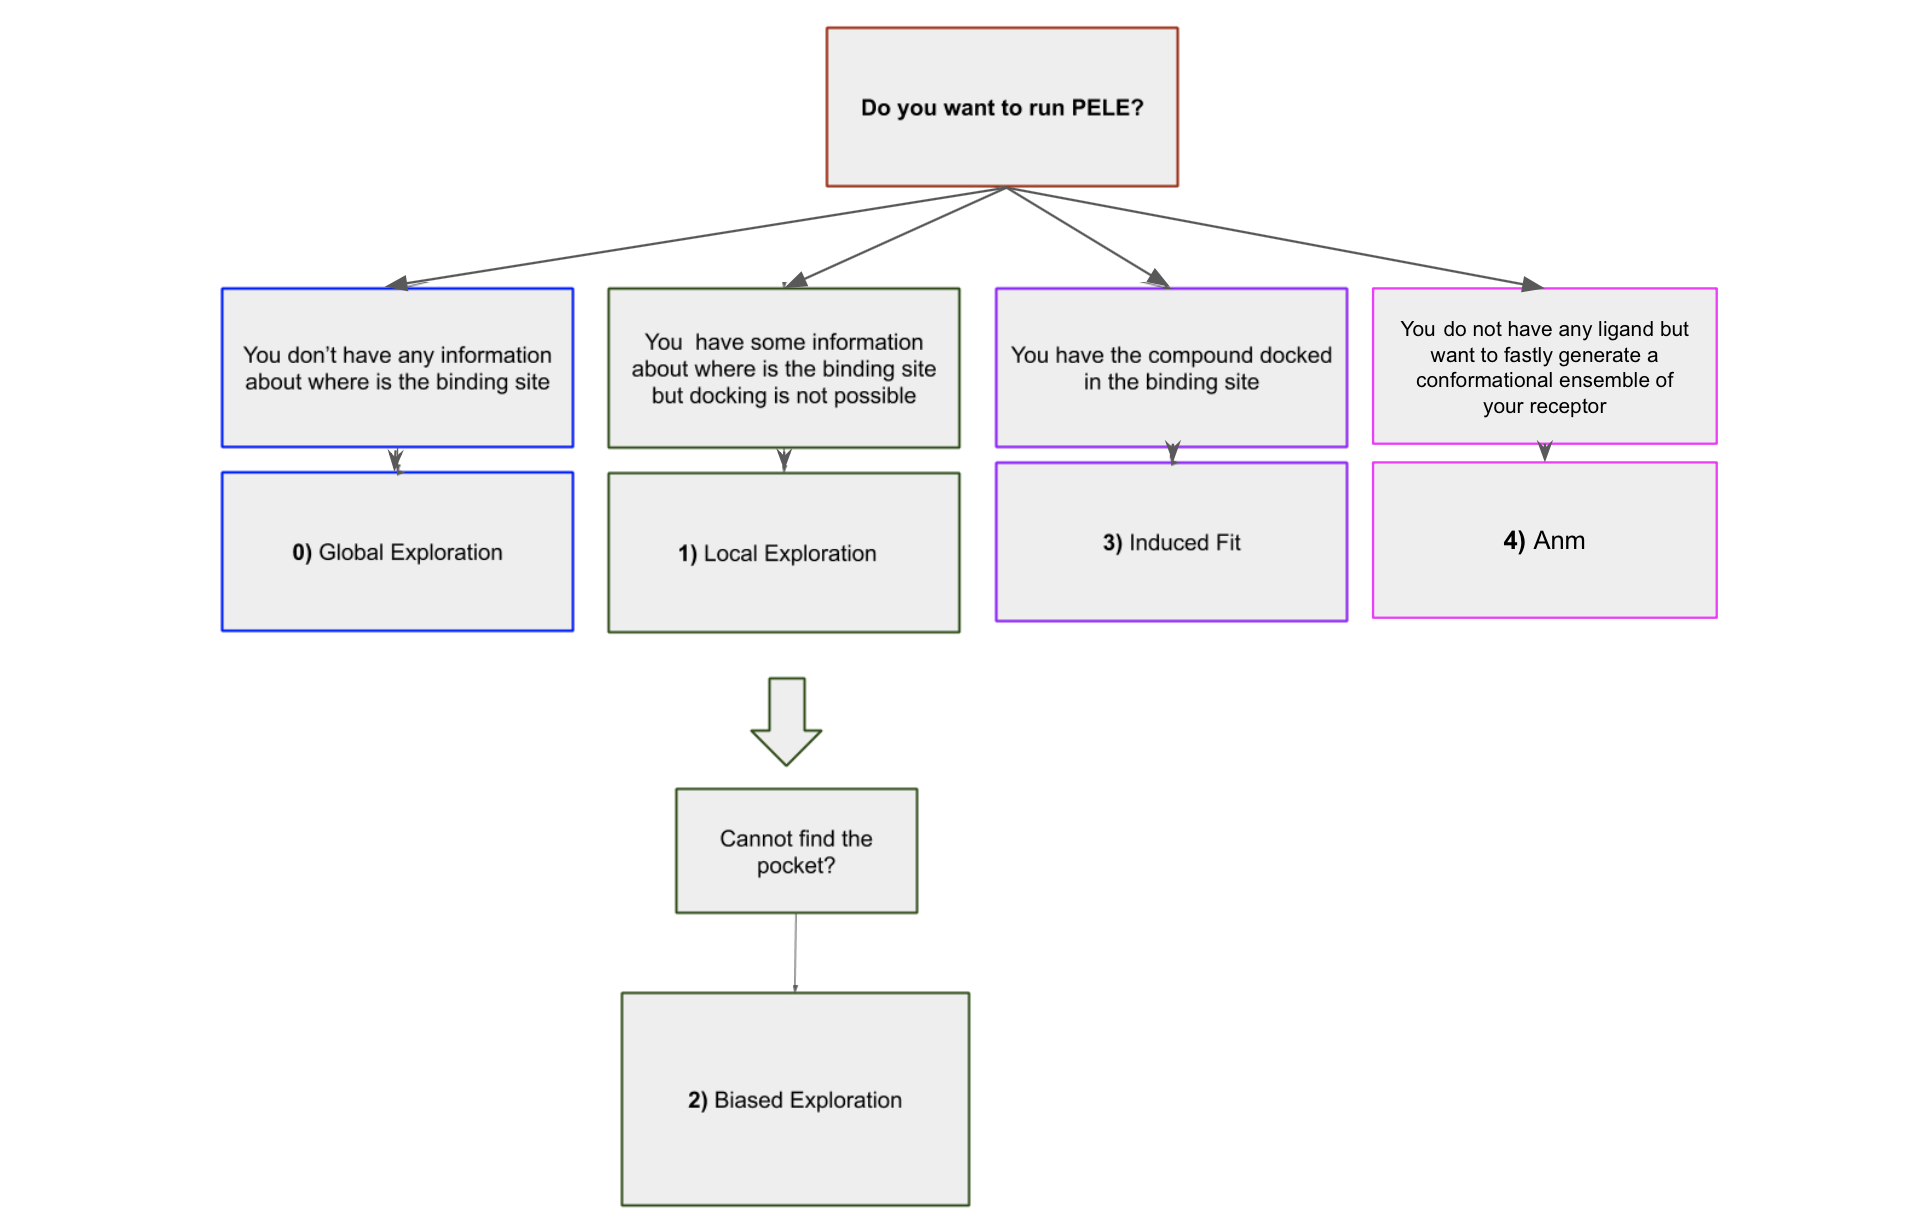 Do you want to run PELE?
You don’t have any information
about where is the binding site
You have some information
about where is the binding site
but docking is not possible
You have the compound docked
in the binding site
You do not have any ligand but
want to fastly generate a
conformational ensemble of
your receptor
0) Global Exploration
1) Local Exploration
3) Induced Fit
4) Anm
Cannot find the
pocket?
2) Biased Exploration